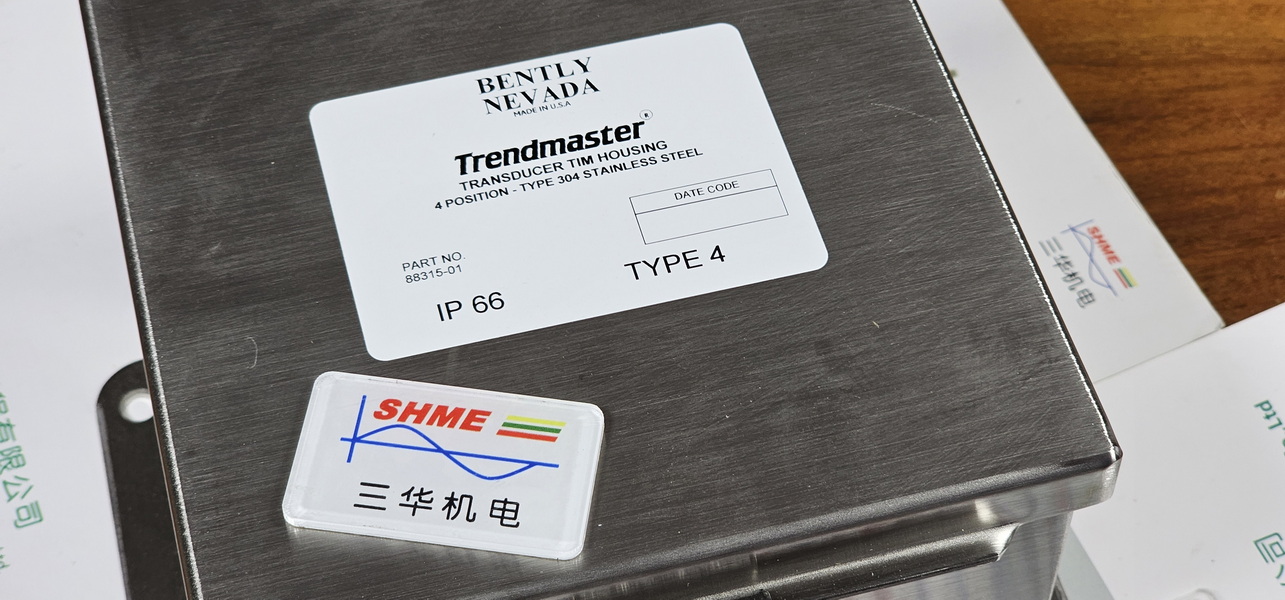 BENTLY
NEVADA
MADE IN U.S.A
Trendmaster®
TRANSDUCER TIM HOUSING
4 POSITION - TYPE 304 STAINLESS STEEL
DATE CODE
PART NO.
88315-01
IP 66
TYPE 4
SHME
三华机电
SHME
三华机电
有限公司